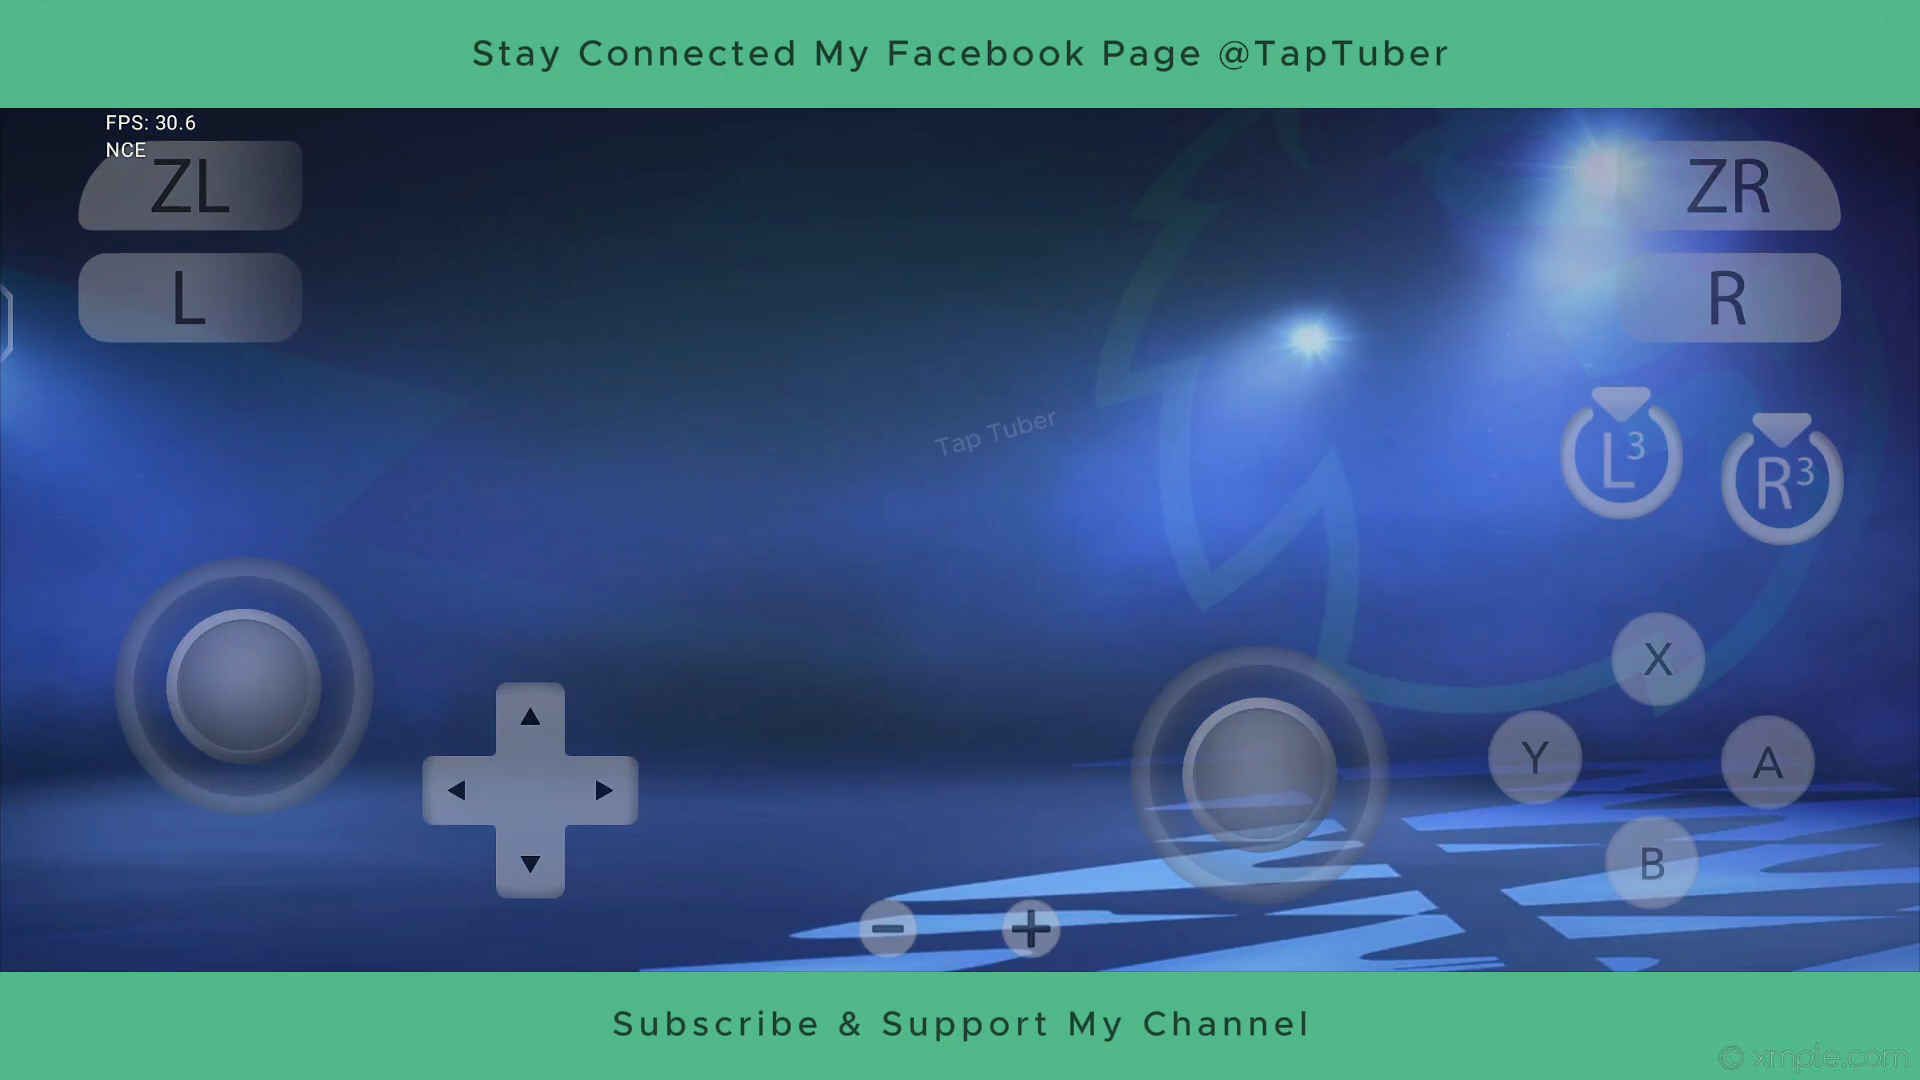 Stay Connected My Facebook Page @TapTuber
FPS: 30.6
NCE
ZL
ZR
L
R
L3
R3
Tap Tuber
X
Y
A
B
Subscribe & Support My Channel
© xmple.com